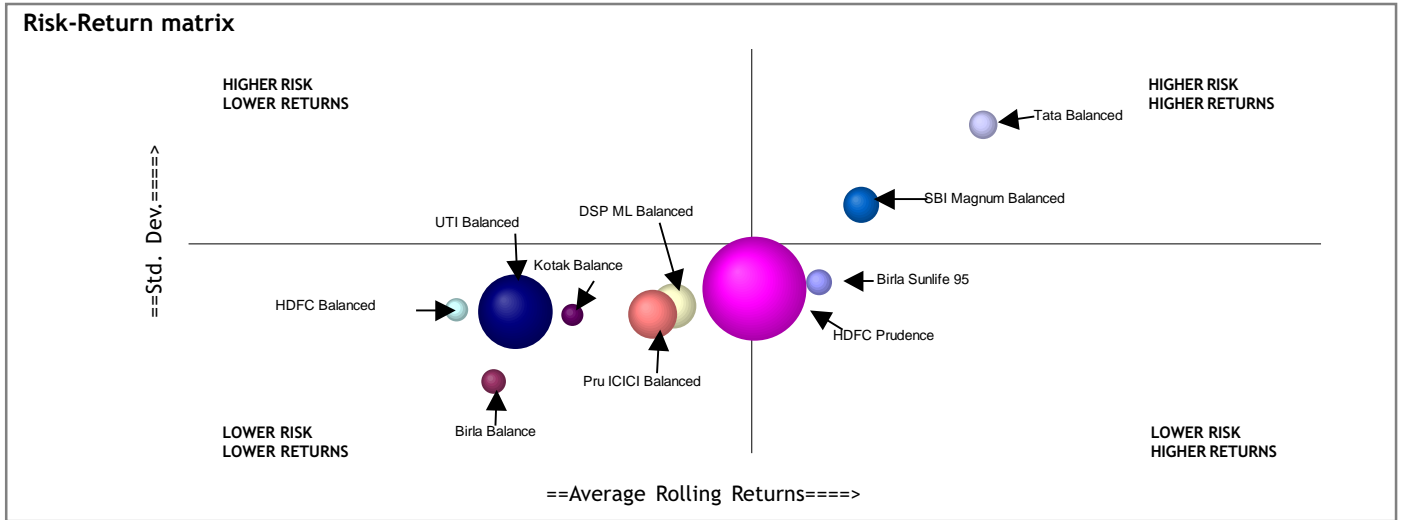 Risk-Return matrix
HIGHER RISK
LOWER RETURNS
HIGHER RISK
HIGHER RETURNS
Tata Balanced
SBI Magnum Balanced
DSP ML Balanced
UTI Balanced
Kotak Balance
Birla Sunlife 95
HDFC Balanced
HDFC Prudence
Pru ICICI Balanced
Birla Balance
LOWER RISK
LOWER RETURNS
LOWER RISK
HIGHER RETURNS
==Std. Dev.====>
==Average Rolling Returns====>